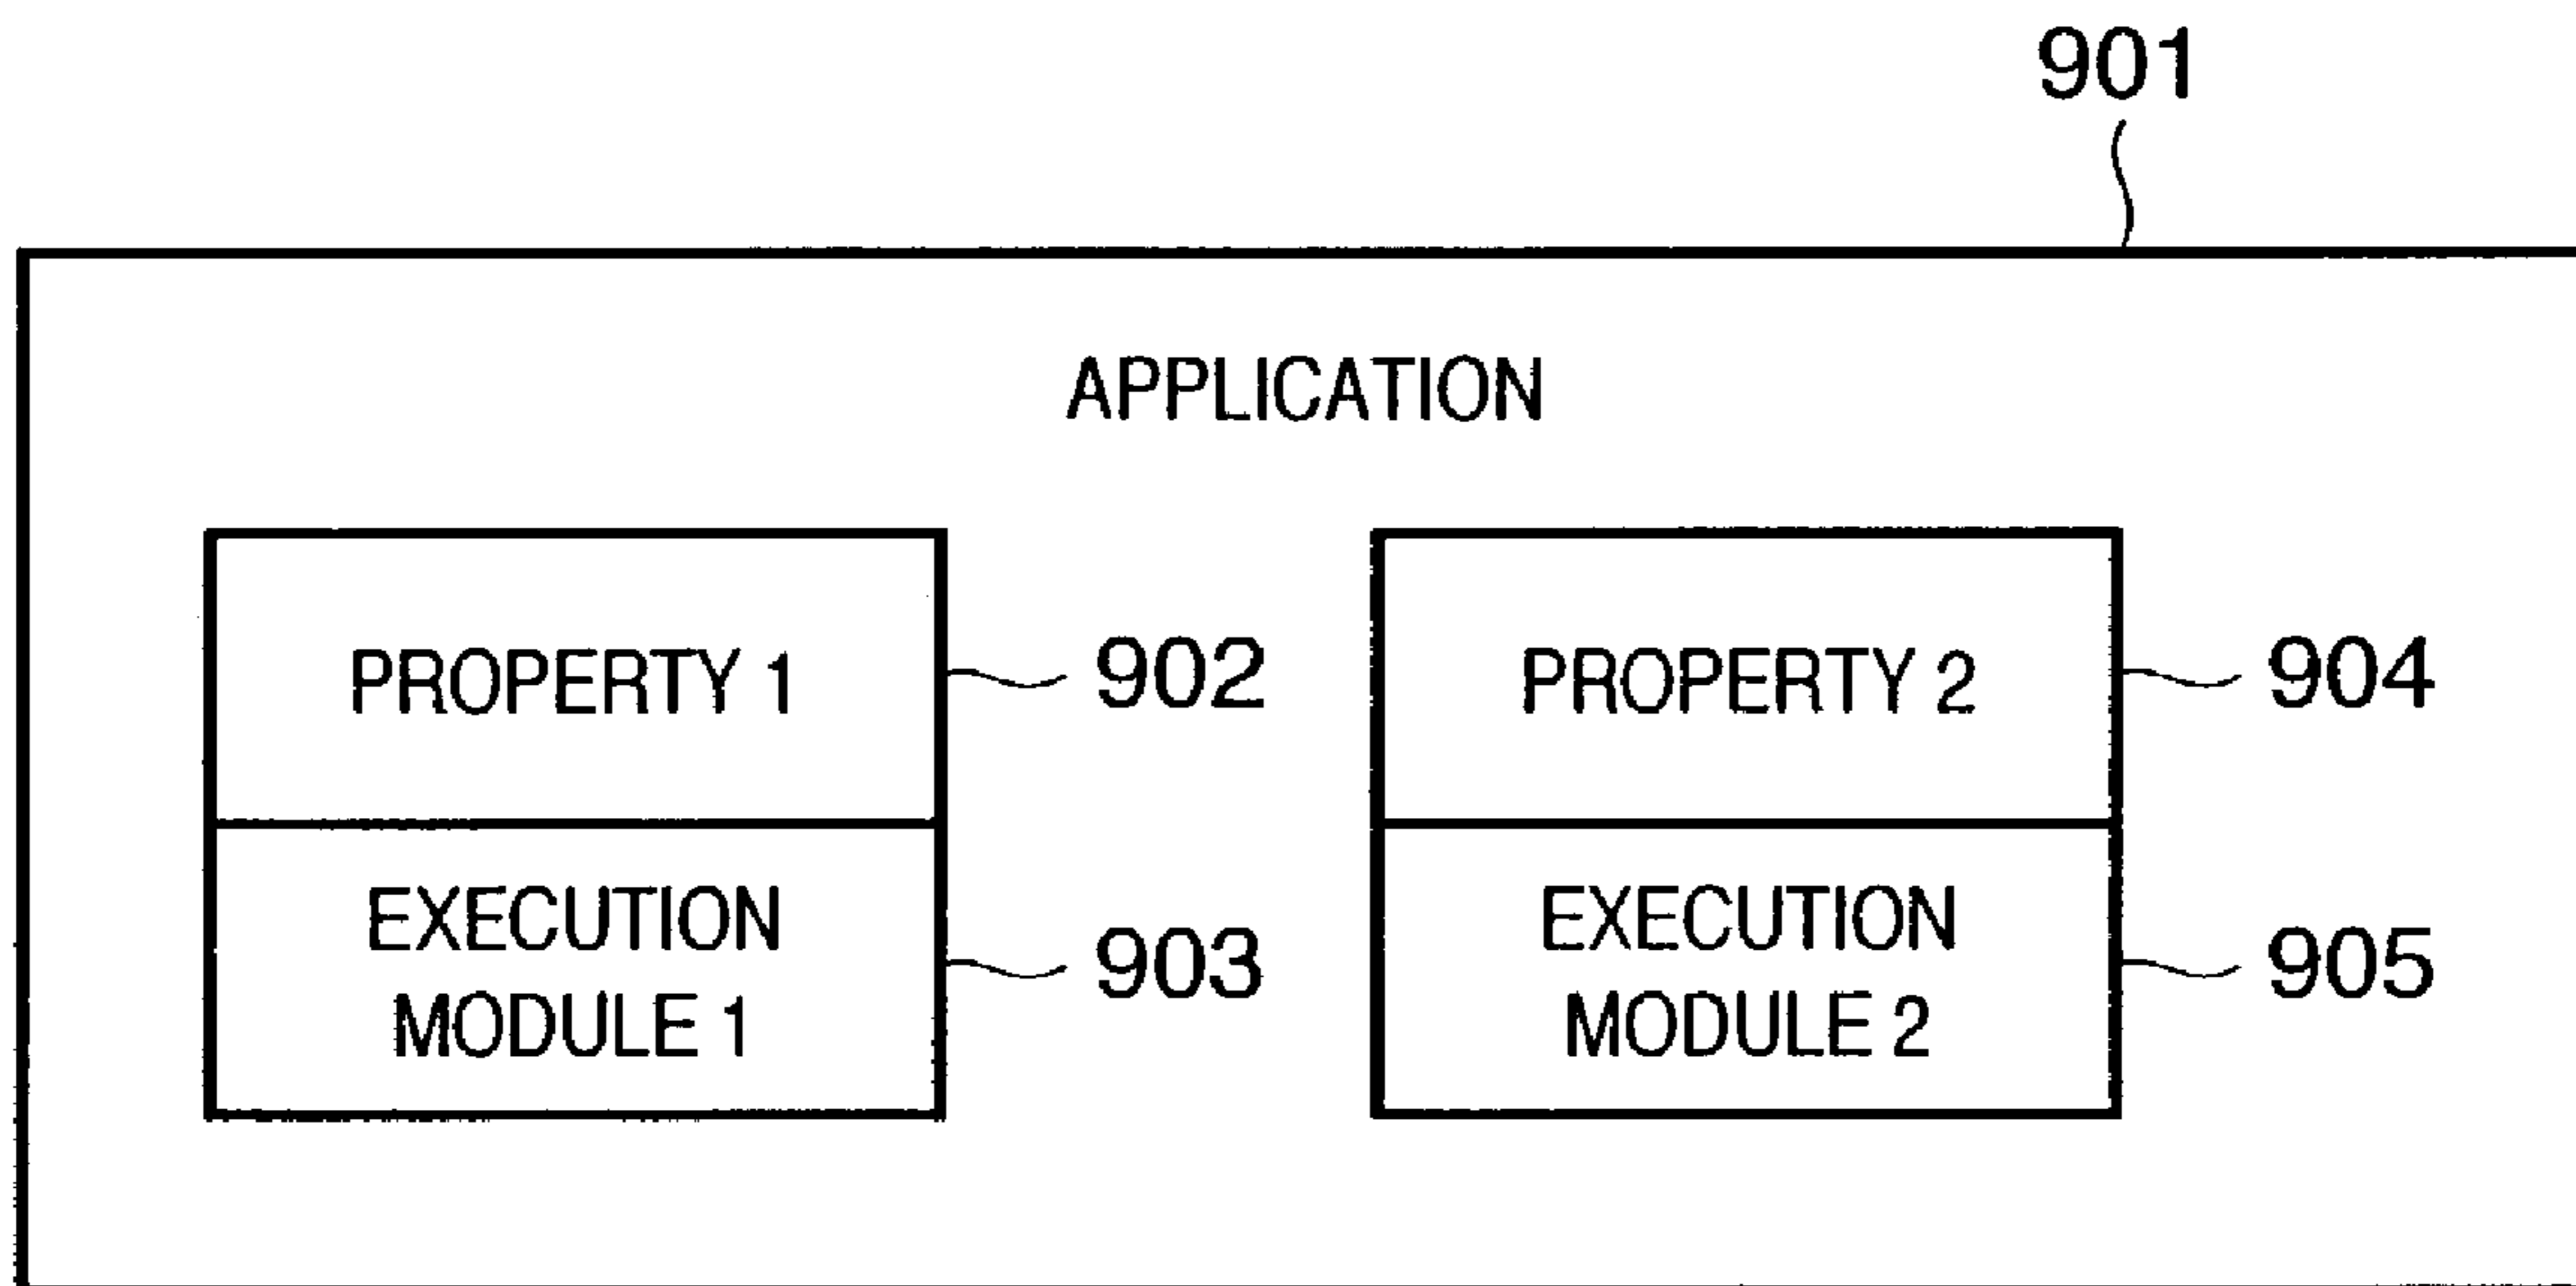 901
APPLICATION
PROPERTY 1
902
PROPERTY 2
904
EXECUTION
MODULE 1
903
EXECUTION
MODULE 2
905